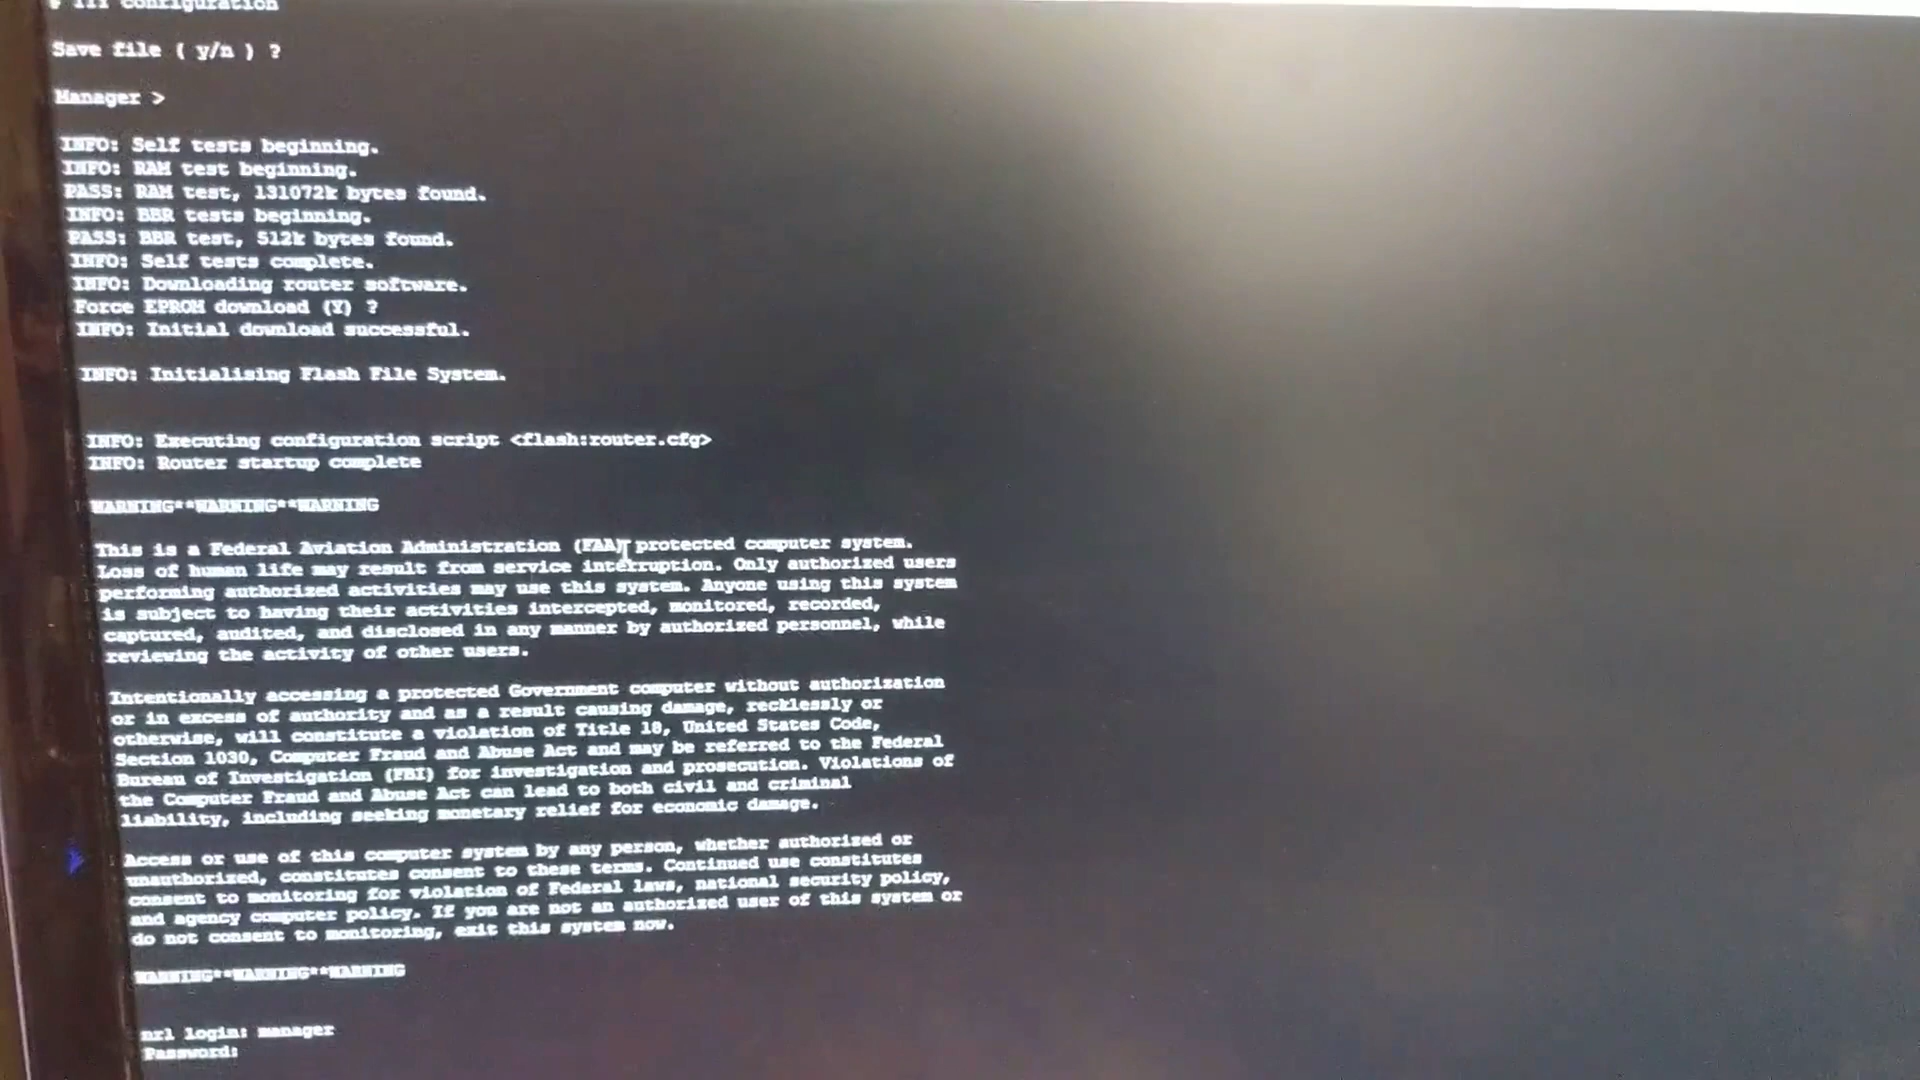 # III configuration
Save file ( y/n ) ?
Manager >
INFO: Self tests beginning.
INFO: RAM test beginning.
PASS: RAM test, 131072k bytes found.
INFO: BBR tests beginning.
PASS: BBR test, 512k bytes found.
INFO: Self tests complete.
INFO: Downloading router software.
Force EPROM download (Y) ?
INFO: Initial download successful.
INFO: Initialising Flash File System.
INFO: Executing configuration script <flash:router.cfg>
INFO: Router startup complete
WARNING**WARNING**WARNING
This is a Federal Aviation Administration (FAA) protected computer system.
Loss of human life may result from service interruption. Only authorized users
performing authorized activities may use this system. Anyone using this system
is subject to having their activities intercepted, monitored, recorded,
captured, audited, and disclosed in any manner by authorized personnel, while
reviewing the activity of other users.
Intentionally accessing a protected Government computer without authorization
or in excess of authority and as a result causing damage, recklessly or
otherwise, will constitute a violation of Title 18, United States Code,
Section 1030, Computer Fraud and Abuse Act and may be referred to the Federal
Bureau of Investigation (FBI) for investigation and prosecution. Violations of
the Computer Fraud and Abuse Act can lead to both civil and criminal
liability, including seeking monetary relief for economic damage.
Access or use of this computer system by any person, whether authorized or
unauthorized, constitutes consent to these terms. Continued use constitutes
consent to monitoring for violation of Federal laws, national security policy,
and agency computer policy. If you are not an authorized user of this system or
do not consent to monitoring, exit this system now.
WARNING**WARNING**WARNING
nrl login: manager
Password: